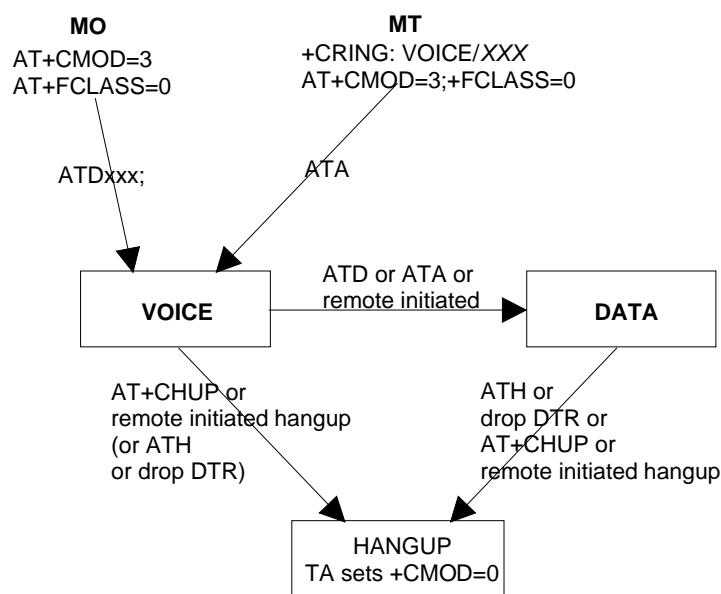 MO
AT+CMOD=3
AT+FCLASS=0
MT
+CRING: VOICE/XXX
AT+CMOD=3;+FCLASS=0
ATDxxx;
ATA
VOICE
ATD or ATA or
remote initiated
DATA
AT+CHUP or
remote initiated hangup
(or ATH
or drop DTR)
ATH or
drop DTR or
AT+CHUP or
remote initiated hangup
HANGUP
TA sets +CMOD=0